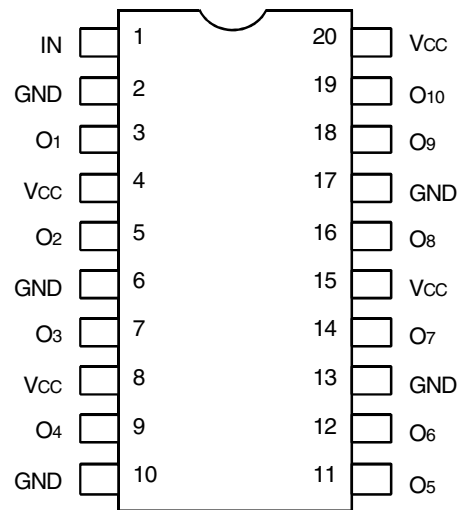 IN 1 20 VCC
GND 2 19 O10
O1 3 18 O9
VCC 4 17 GND
O2 5 16 O8
GND 6 15 VCC
O3 7 14 O7
VCC 8 13 GND
O4 9 12 O6
GND 10 11 O5